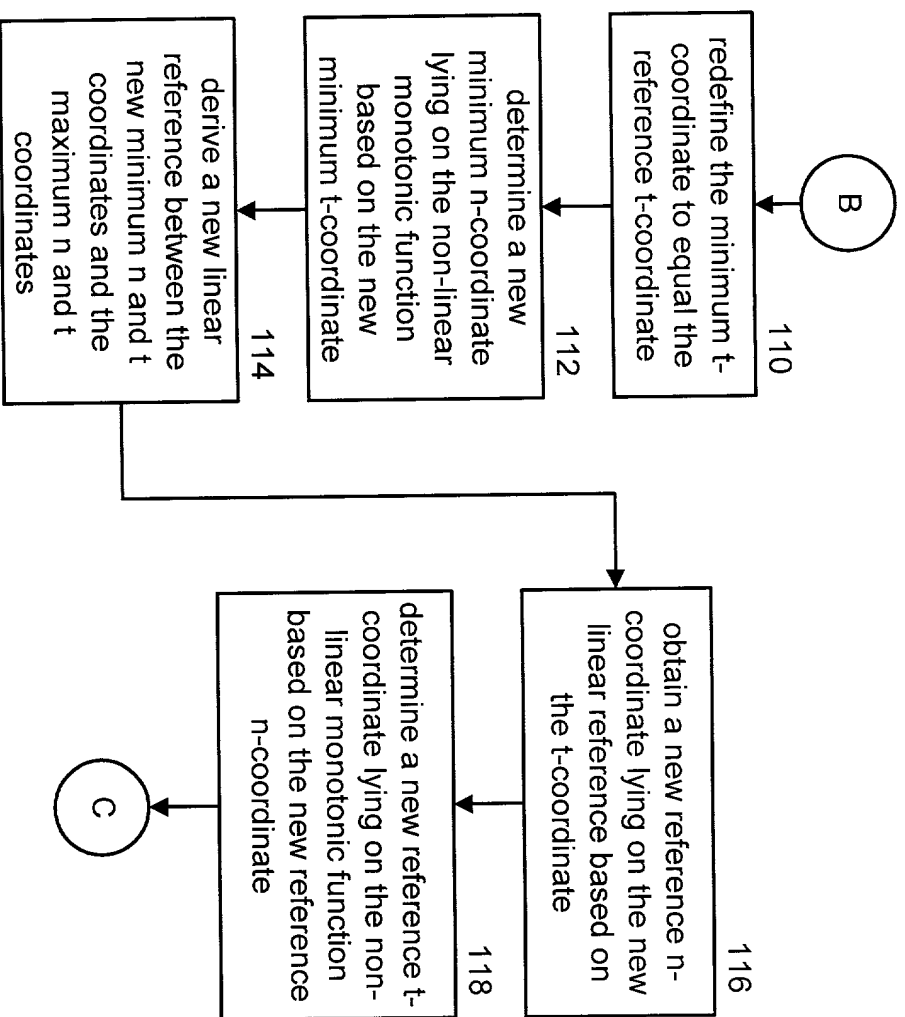 B
110
redefine the minimum t-
coordinate to equal the
reference t-coordinate
112
determine a new
minimum n-coordinate
lying on the non-linear
monotonic function
based on the new
minimum t-coordinate
114
derive a new linear
reference between the
new minimum n and t
coordinates and the
maximum n and t
coordinates
116
obtain a new reference n-
coordinate lying on the new
linear reference based on
the t-coordinate
118
determine a new reference t-
coordinate lying on the non-
linear monotonic function
based on the new reference
n-coordinate
C